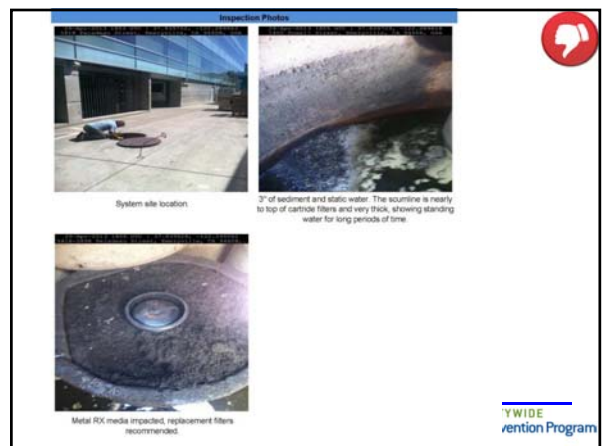 Inspection Photos
System site location.
3" of sediment and static water. The scumline is nearly
to top of cartride filters and very thick, showing standing
water for long periods of time.
Metal RX media impacted, replacement filters
recommended.
YWIDE
vention Program